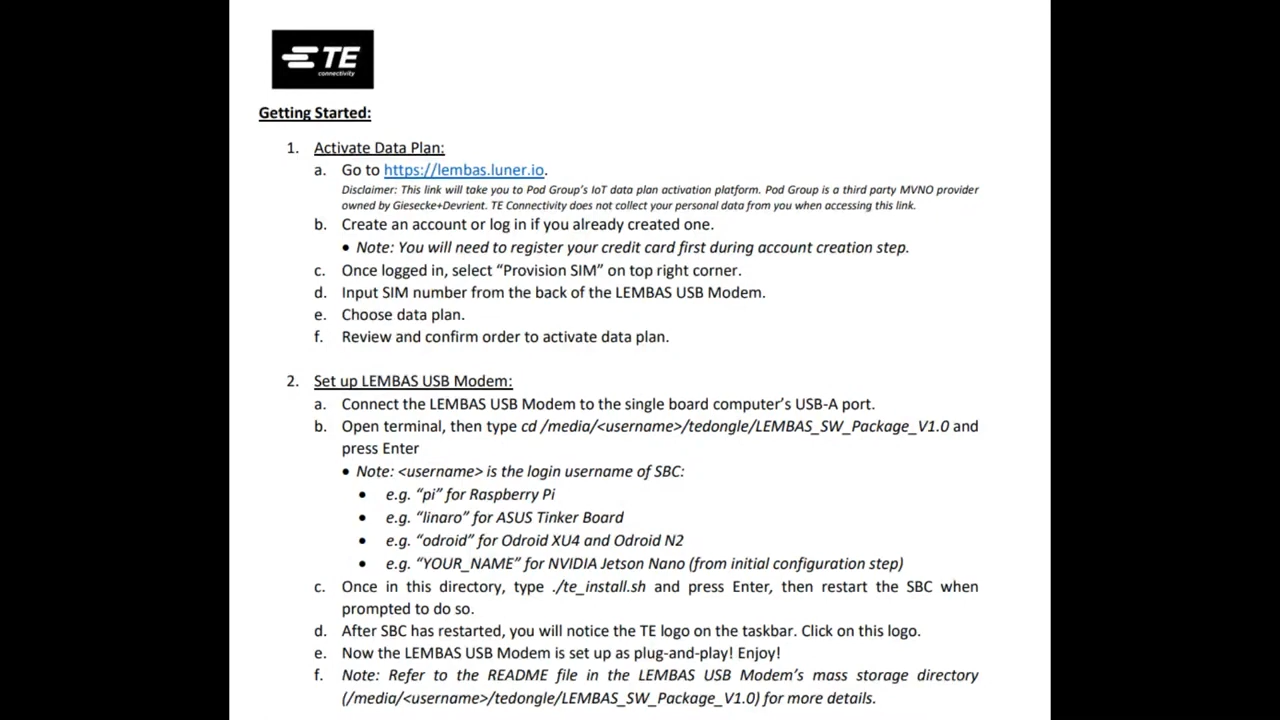 TE
connectivity
Getting Started:
1. Activate Data Plan:
a. Go to https://lembas.luner.io.
Disclaimer: This link will take you to Pod Group's IoT data plan activation platform. Pod Group is a third party MVNO provider
owned by Giesecke+Devrient. TE Connectivity does not collect your personal data from you when accessing this link.
b. Create an account or log in if you already created one.
• Note: You will need to register your credit card first during account creation step.
c. Once logged in, select “Provision SIM” on top right corner.
d. Input SIM number from the back of the LEMBAS USB Modem.
e. Choose data plan.
f. Review and confirm order to activate data plan.
2. Set up LEMBAS USB Modem:
a. Connect the LEMBAS USB Modem to the single board computer’s USB-A port.
b. Open terminal, then type cd /media/<username>/tedongle/LEMBAS_SW_Package_V1.0 and
press Enter
• Note: <username> is the login username of SBC:
• e.g. “pi” for Raspberry Pi
• e.g. “linaro” for ASUS Tinker Board
• e.g. “odroid” for Odroid XU4 and Odroid N2
• e.g. “YOUR_NAME” for NVIDIA Jetson Nano (from initial configuration step)
c. Once in this directory, type ./te_install.sh and press Enter, then restart the SBC when
prompted to do so.
d. After SBC has restarted, you will notice the TE logo on the taskbar. Click on this logo.
e. Now the LEMBAS USB Modem is set up as plug-and-play! Enjoy!
f. Note: Refer to the README file in the LEMBAS USB Modem’s mass storage directory
(/media/<username>/tedongle/LEMBAS_SW_Package_V1.0) for more details.